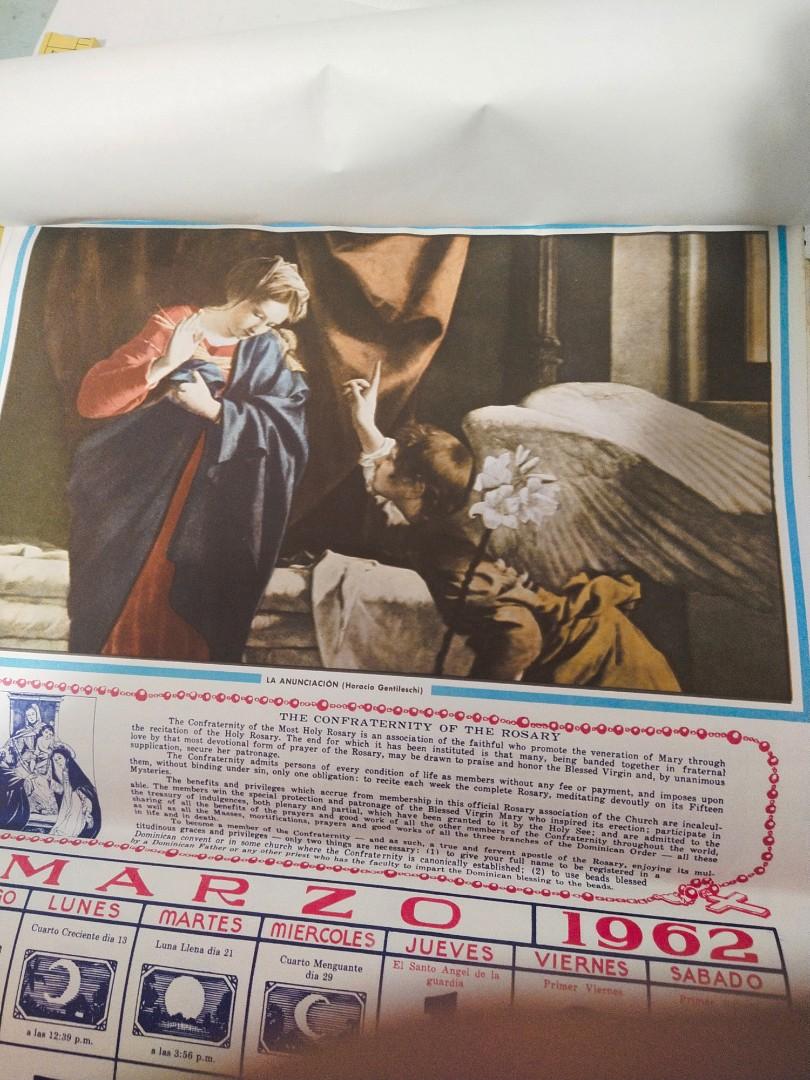 LA ANUNCIACIÓN (Horacio Gentileschi)
THE CONFRATERNITY OF THE ROSARY
The Confraternity of the Most Holy Rosary is an association of the faithful who promote the veneration of Mary through
the recitation of the Holy Rosary. The end for which it has been instituted is that many, being banded together in fraternal
love by that most devotional form of prayer of the Rosary, may be drawn to praise and honor the Blessed Virgin and, by unanimous
supplication, secure her patronage.
The Confraternity admits persons of every condition of life as members without any fee or payment, and imposes upon
them, without binding under sin, only one obligation: to recite each week the complete Rosary, meditating devoutly on its Fifteen
Mysteries.
The benefits and privileges which accrue from membership in this official Rosary association of the Church are incalcul-
able. The members win the special protection and patronage of the Blessed Virgin Mary who inspired its erection; participate in
the treasury of indulgences, both plenary and partial, which have been granted to it by the Holy See; and are admitted to the
sharing of all the benefits of the prayers and good works of all the other members of the Confraternity throughout the world,
as well as all the Masses, mortifications, prayers and good works of all the three branches of the Dominican Order — all these
in life and in death.
To become a member of the Confraternity — and as such, a true and fervent apostle of the Rosary, enjoying its mul-
titudinous graces and privileges — only two things are necessary: (1) to give your full name to be registered in a
Dominican convent or in some church where the Confraternity is canonically established; (2) to use beads blessed
by a Dominican Father or any other priest who has the faculty to impart the Dominican blessing to the beads.
MARZO 1962
GO LUNES MARTES MIERCOLES JUEVES VIERNES SABADO
Cuarto Creciente dia 13
a las 12:39 p.m.
Luna Llena dia 21
a las 3:56 p.m.
Cuarto Menguante
dia 29
El Santo Angel de la
guardia
Primer Viernes
Primer